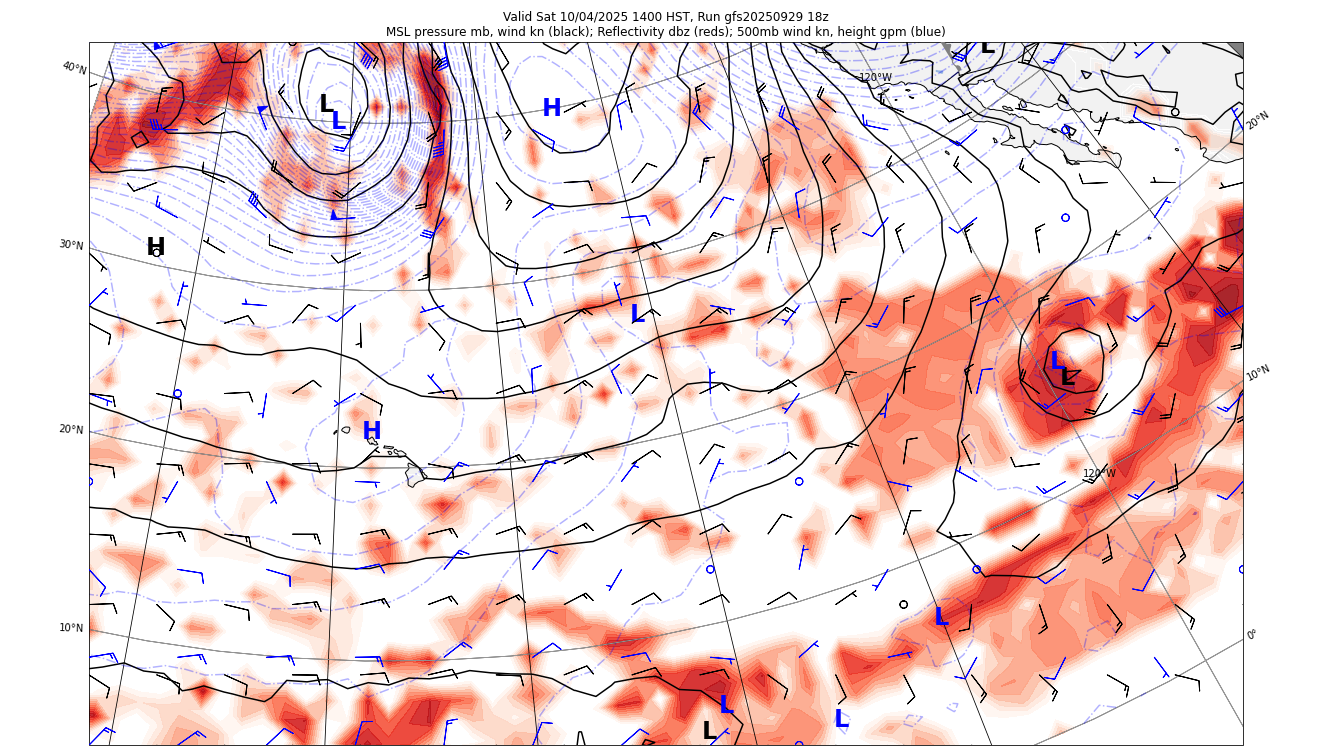 Valid Sat 10/04/2025 1400 HST, Run gfs20250929 18z
MSL pressure mb, wind kn (black); Reflectivity dbz (reds); 500mb wind kn, height gpm (blue)
L
40°N
120°W
L
L
H
20°N
H
30°N
L
L
L
10°N
H
20°N
120°W
L
10°N
0°
L
L
L